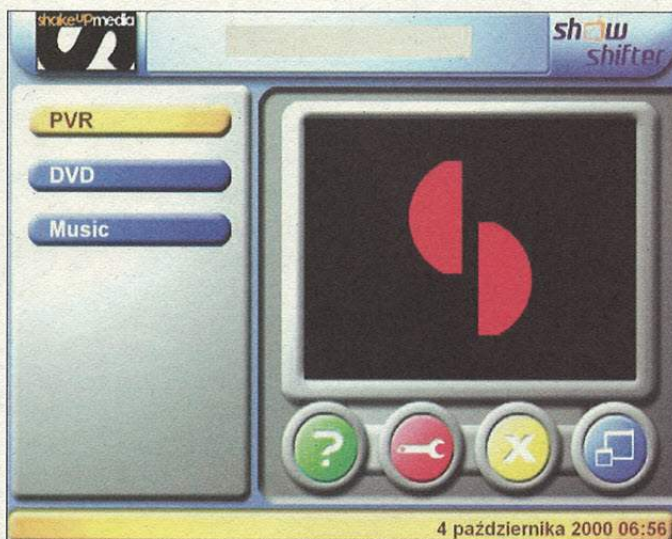 shakeupmedia
show
shifter
PVR
DVD
Music
?
X
4 października 2000 06:56